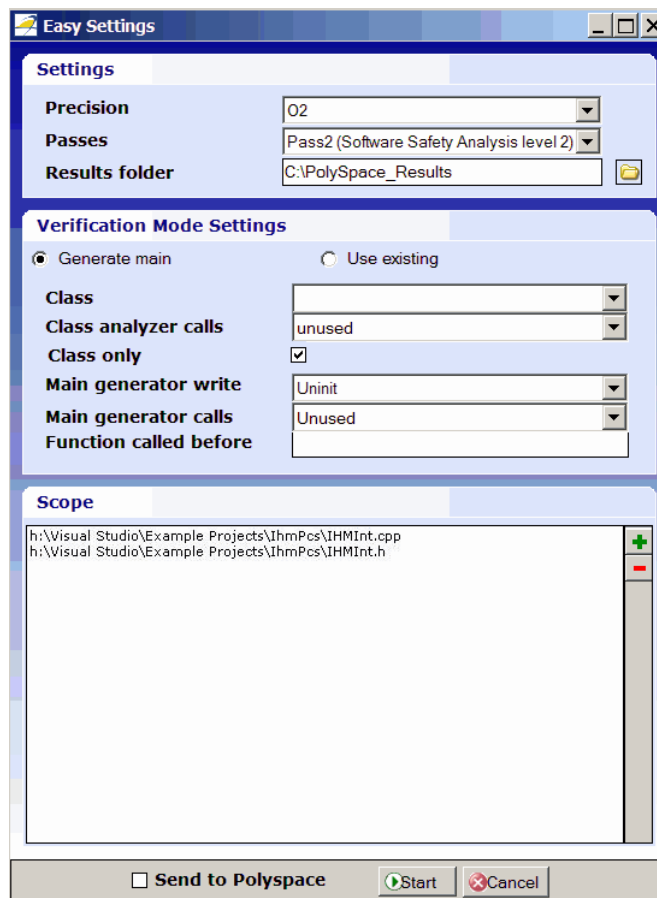 Easy Settings
Settings
Precision O2
Passes Pass2 (Software Safety Analysis level 2)
Results folder C:\PolySpace_Results
Verification Mode Settings
Generate main Use existing
Class
Class analyzer calls unused
Class only
Main generator write Uninit
Main generator calls Unused
Function called before
Scope
h:\Visual Studio\Example Projects\IhmPcs\IHMInt.cpp
h:\Visual Studio\Example Projects\IhmPcs\IHMInt.h
Send to Polyspace Start Cancel